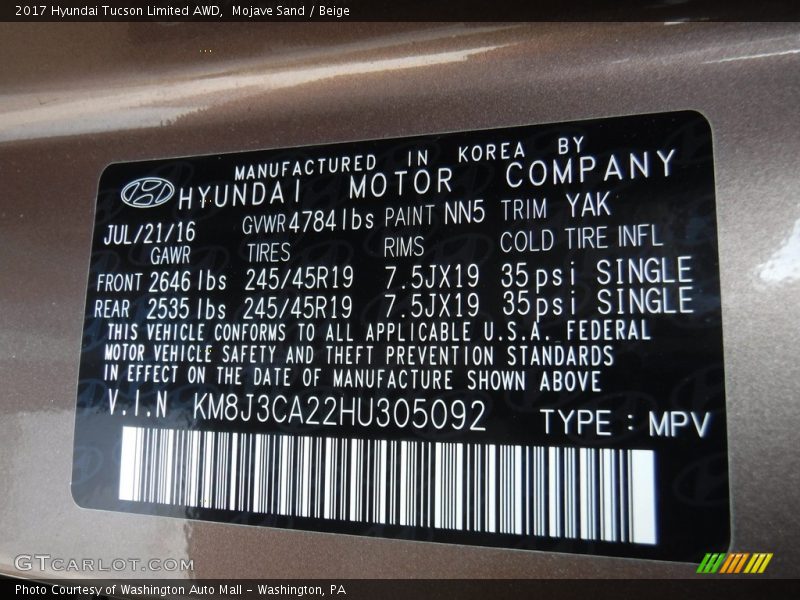 2017 Hyundai Tucson Limited AWD, Mojave Sand / Beige
MANUFACTURED IN KOREA BY
HYUNDAI MOTOR COMPANY
JUL/21/16 GVWR 4784 lbs PAINT NN5 TRIM YAK
GAWR TIRES RIMS COLD TIRE INFL
FRONT 2646 lbs 245/45R19 7.5JX19 35psi SINGLE
REAR 2535 lbs 245/45R19 7.5JX19 35psi SINGLE
THIS VEHICLE CONFORMS TO ALL APPLICABLE U.S.A. FEDERAL
MOTOR VEHICLE SAFETY AND THEFT PREVENTION STANDARDS
IN EFFECT ON THE DATE OF MANUFACTURE SHOWN ABOVE
V.I.N KM8J3CA22HU305092 TYPE : MPV
GTcarlot.com
Photo Courtesy of Washington Auto Mall - Washington, PA